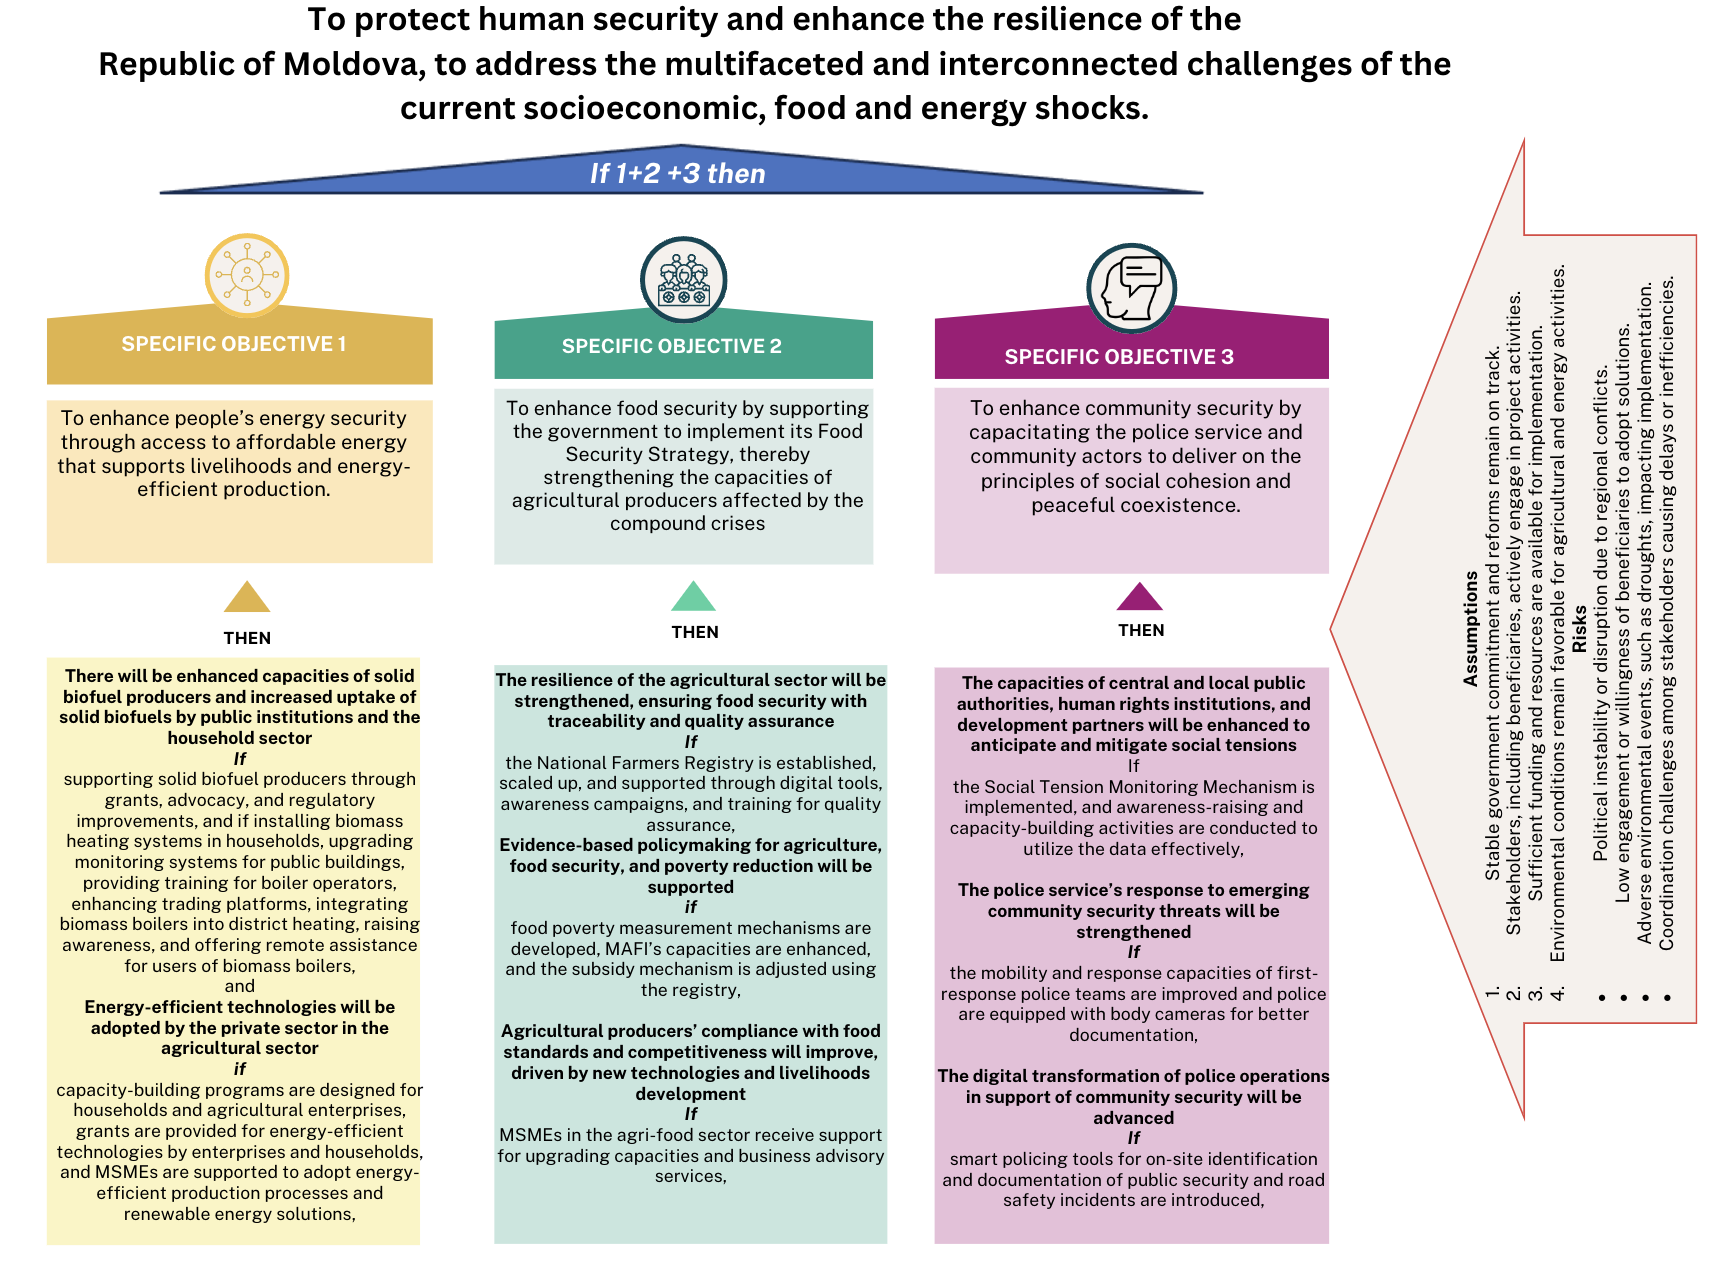 To protect human security and enhance the resilience of the
Republic of Moldova, to address the multifaceted and interconnected challenges of the
current socioeconomic, food and energy shocks.
If 1+2 +3 then
SPECIFIC OBJECTIVE 1
To enhance people’s energy security
through access to affordable energy
that supports livelihoods and energy-
efficient production.
THEN
There will be enhanced capacities of solid
biofuel producers and increased uptake of
solid biofuels by public institutions and the
household sector
If
supporting solid biofuel producers through
grants, advocacy, and regulatory
improvements, and if installing biomass
heating systems in households, upgrading
monitoring systems for public buildings,
providing training for boiler operators,
enhancing trading platforms, integrating
biomass boilers into district heating, raising
awareness, and offering remote assistance
for users of biomass boilers,
and
Energy-efficient technologies will be
adopted by the private sector in the
agricultural sector
if
capacity-building programs are designed for
households and agricultural enterprises,
grants are provided for energy-efficient
technologies by enterprises and households,
and MSMEs are supported to adopt energy-
efficient production processes and
renewable energy solutions,
SPECIFIC OBJECTIVE 2
To enhance food security by supporting
the government to implement its Food
Security Strategy, thereby
strengthening the capacities of
agricultural producers affected by the
compound crises
THEN
The resilience of the agricultural sector will be
strengthened, ensuring food security with
traceability and quality assurance
If
the National Farmers Registry is established,
scaled up, and supported through digital tools,
awareness campaigns, and training for quality
assurance,
Evidence-based policymaking for agriculture,
food security, and poverty reduction will be
supported
if
food poverty measurement mechanisms are
developed, MAFI’s capacities are enhanced,
and the subsidy mechanism is adjusted using
the registry,
Agricultural producers’ compliance with food
standards and competitiveness will improve,
driven by new technologies and livelihoods
development
If
MSMEs in the agri-food sector receive support
for upgrading capacities and business advisory
services,
SPECIFIC OBJECTIVE 3
To enhance community security by
capacitating the police service and
community actors to deliver on the
principles of social cohesion and
peaceful coexistence.
THEN
The capacities of central and local public
authorities, human rights institutions, and
development partners will be enhanced to
anticipate and mitigate social tensions
If
the Social Tension Monitoring Mechanism is
implemented, and awareness-raising and
capacity-building activities are conducted to
utilize the data effectively,
The police service’s response to emerging
community security threats will be
strengthened
If
the mobility and response capacities of first-
response police teams are improved and police
are equipped with body cameras for better
documentation,
The digital transformation of police operations
in support of community security will be
advanced
If
smart policing tools for on-site identification
and documentation of public security and road
safety incidents are introduced,
Assumptions
1. Stable government commitment and reforms remain on track.
2. Stakeholders, including beneficiaries, actively engage in project activities.
3. Sufficient funding and resources are available for implementation.
4. Environmental conditions remain favorable for agricultural and energy activities.
Risks
• Political instability or disruption due to regional conflicts.
• Low engagement or willingness of beneficiaries to adopt solutions.
• Adverse environmental events, such as droughts, impacting implementation.
• Coordination challenges among stakeholders causing delays or inefficiencies.